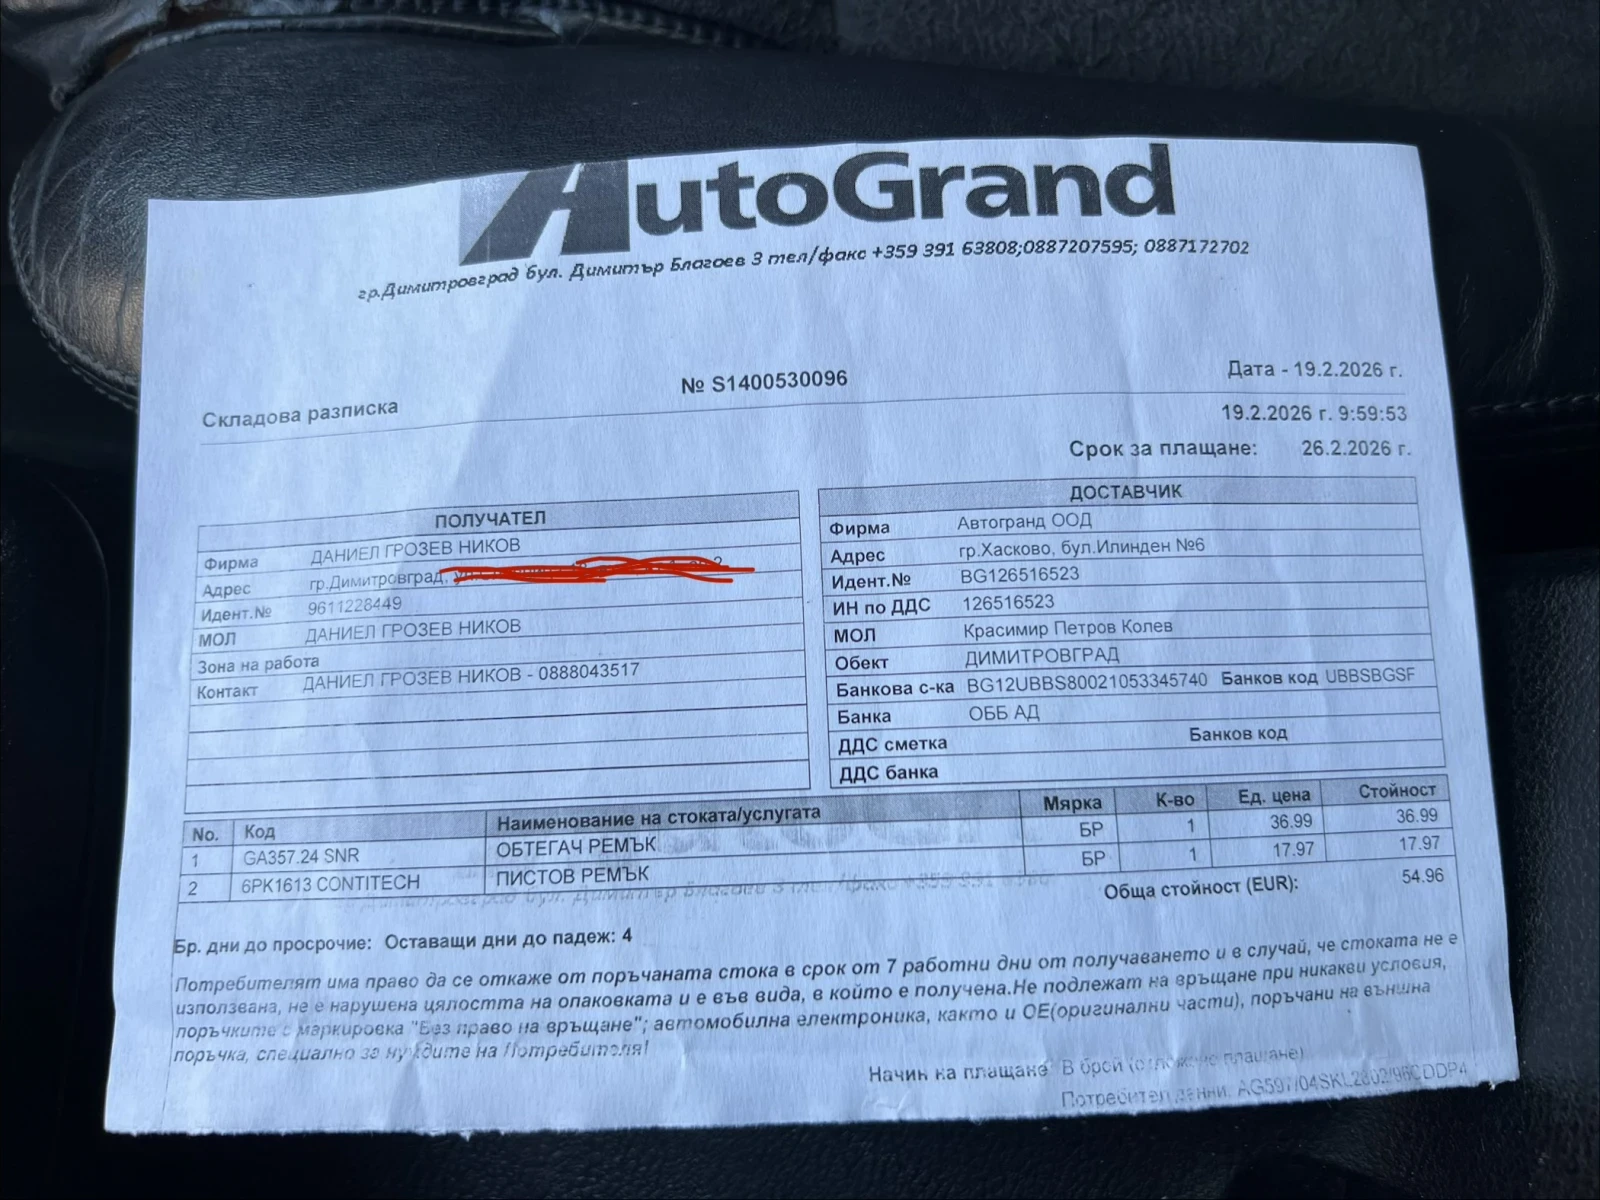 AutoGrand
гр.Димитровград бул. Димитър Благоев 3 тел/факс +359 391 63808;0887207595; 0887172702
№ S1400530096
Дата - 19.2.2026 г.
Складова разписка
19.2.2026 г. 9:59:53
Срок за плащане: 26.2.2026 г.
ПОЛУЧАТЕЛ
Фирма ДАНИЕЛ ГРОЗЕВ НИКОВ
Адрес гр.Димитровград,
Идент.№ 9611228449
МОЛ ДАНИЕЛ ГРОЗЕВ НИКОВ
Зона на работа
Контакт ДАНИЕЛ ГРОЗЕВ НИКОВ - 0888043517
ДОСТАВЧИК
Фирма Автогранд ООД
Адрес гр.Хасково, бул.Илинден №6
Идент.№ BG126516523
ИН по ДДС 126516523
МОЛ Красимир Петров Колев
Обект ДИМИТРОВГРАД
Банкова с-ка BG12UBBS80021053345740 Банков код UBBSBGSF
Банка ОББ АД
ДДС сметка Банков код
ДДС банка
No. Код Наименование на стоката/услугата Мярка К-во Ед. цена Стойност
1 GA357.24 SNR ОБТЕГАЧ РЕМЪК БР 1 36.99 36.99
2 6PK1613 CONTITECH ПИСТОВ РЕМЪК БР 1 17.97 17.97
Обща стойност (EUR): 54.96
Бр. дни до просрочие: Оставащи дни до падеж: 4
Потребителят има право да се откаже от поръчаната стока в срок от 7 работни дни от получаването и в случай, че стоката не е
използвана, не е нарушена цялостта на опаковката и е във вида, в който е получена.Не подлежат на връщане при никакви условия,
поръчките с маркировка "Без право на връщане"; автомобилна електроника, както и ОЕ(оригинални части), поръчани на външна
поръчка, специално за нуждите на Потребителя!
Начин на плащане В брой (отложено плащане)
Потребител данни: